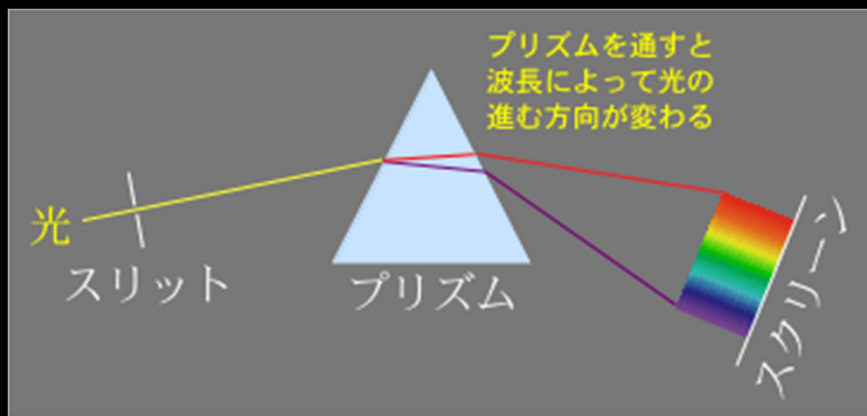 プリズムを通すと
波長によって光の
進む方向が変わる
光
スリット
プリズム
スクリーン